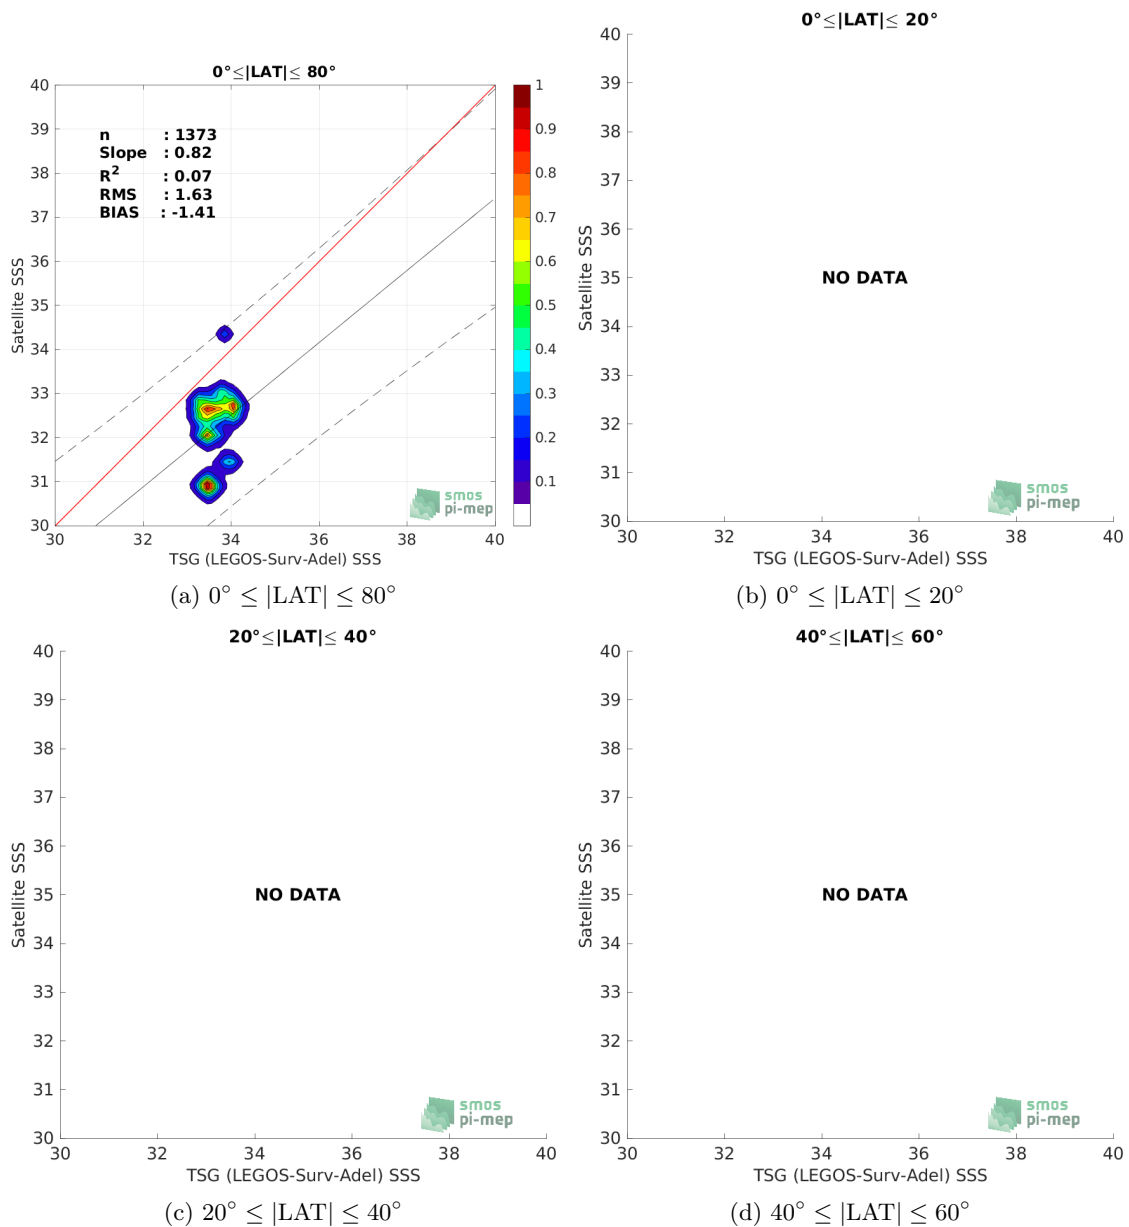 0°≤|LAT|≤ 80°
n : 1373
Slope : 0.82
R² : 0.07
RMS : 1.63
BIAS : -1.41
40
39
38
37
36
35
34
33
32
31
30
Satellite SSS
30 32 34 36 38 40
TSG (LEGOS-Surv-Adel) SSS
1
0.9
0.8
0.7
0.6
0.5
0.4
0.3
0.2
0.1
smos
pi-mep
(a) 0° ≤ |LAT| ≤ 80°
0°≤|LAT|≤ 20°
40
39
38
37
36
35
34
33
32
31
30
Satellite SSS
NO DATA
smos
pi-mep
30 32 34 36 38 40
TSG (LEGOS-Surv-Adel) SSS
(b) 0° ≤ |LAT| ≤ 20°
20°≤|LAT|≤ 40°
40
39
38
37
36
35
34
33
32
31
30
Satellite SSS
NO DATA
smos
pi-mep
30 32 34 36 38 40
TSG (LEGOS-Surv-Adel) SSS
(c) 20° ≤ |LAT| ≤ 40°
40°≤|LAT|≤ 60°
40
39
38
37
36
35
34
33
32
31
30
Satellite SSS
NO DATA
smos
pi-mep
30 32 34 36 38 40
TSG (LEGOS-Surv-Adel) SSS
(d) 40° ≤ |LAT| ≤ 60°